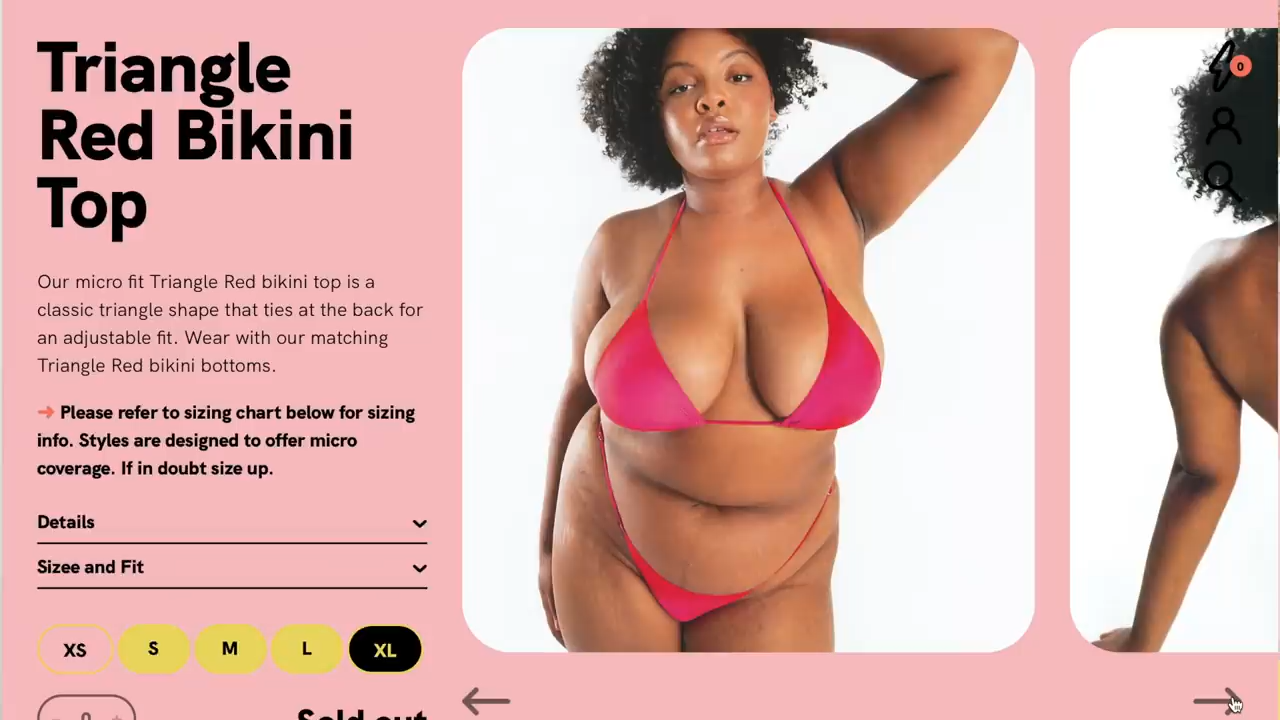 Triangle
Red Bikini
Top
Our micro fit Triangle Red bikini top is a
classic triangle shape that ties at the back for
an adjustable fit. Wear with our matching
Triangle Red bikini bottoms.
➔ Please refer to sizing chart below for sizing
info. Styles are designed to offer micro
coverage. If in doubt size up.
Details
Sizee and Fit
XS S M L XL
- 0 + Sold out
0